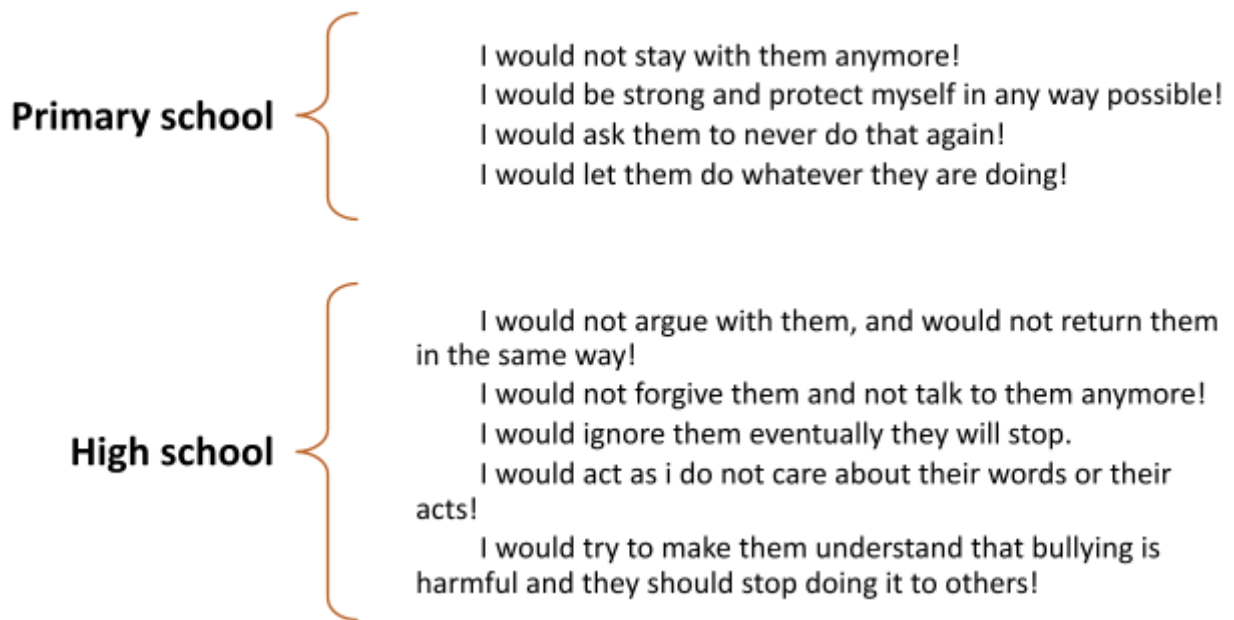 Primary school
I would not stay with them anymore!
I would be strong and protect myself in any way possible!
I would ask them to never do that again!
I would let them do whatever they are doing!
High school
I would not argue with them, and would not return them
in the same way!
I would not forgive them and not talk to them anymore!
I would ignore them eventually they will stop.
I would act as i do not care about their words or their
acts!
I would try to make them understand that bullying is
harmful and they should stop doing it to others!